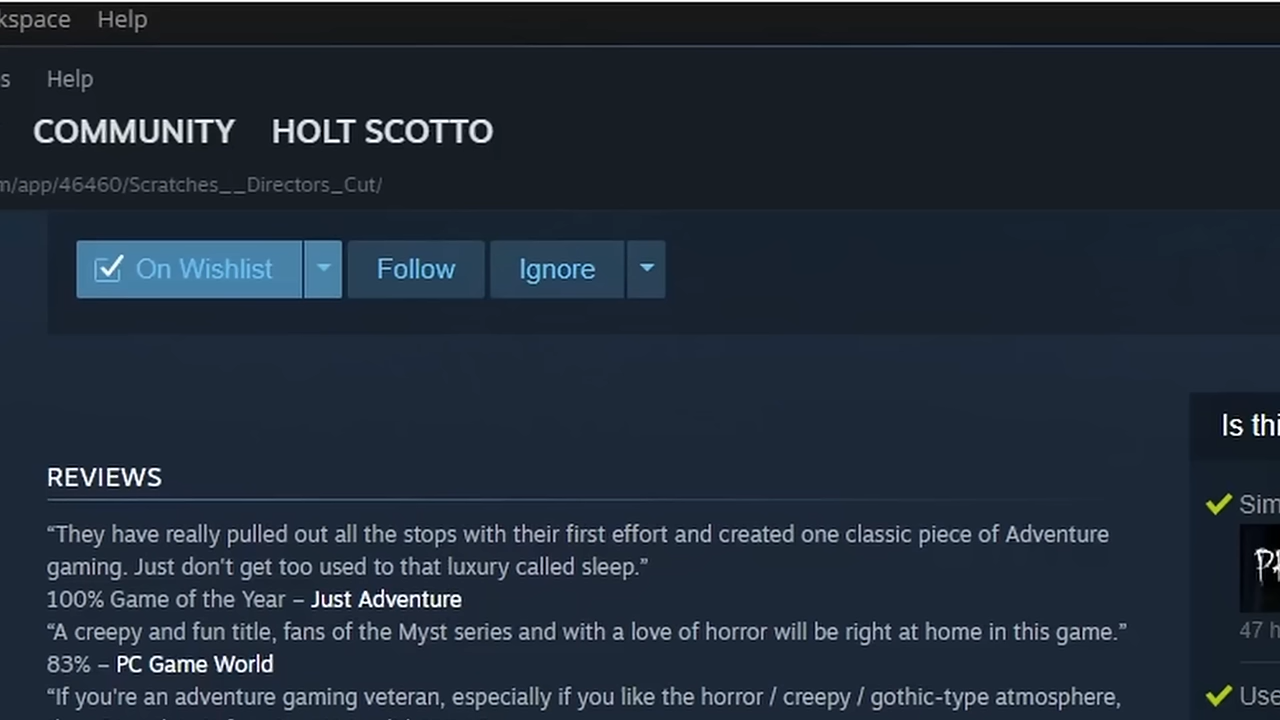 kspace Help
s Help
COMMUNITY HOLT SCOTTO
m/app/46460/Scratches__Directors_Cut/
On Wishlist Follow Ignore
Is thi
REVIEWS
“They have really pulled out all the stops with their first effort and created one classic piece of Adventure
gaming. Just don't get too used to that luxury called sleep.”
100% Game of the Year – Just Adventure
“A creepy and fun title, fans of the Myst series and with a love of horror will be right at home in this game.”
83% – PC Game World
“If you're an adventure gaming veteran, especially if you like the horror / creepy / gothic-type atmosphere,
Sim
47 h
Use